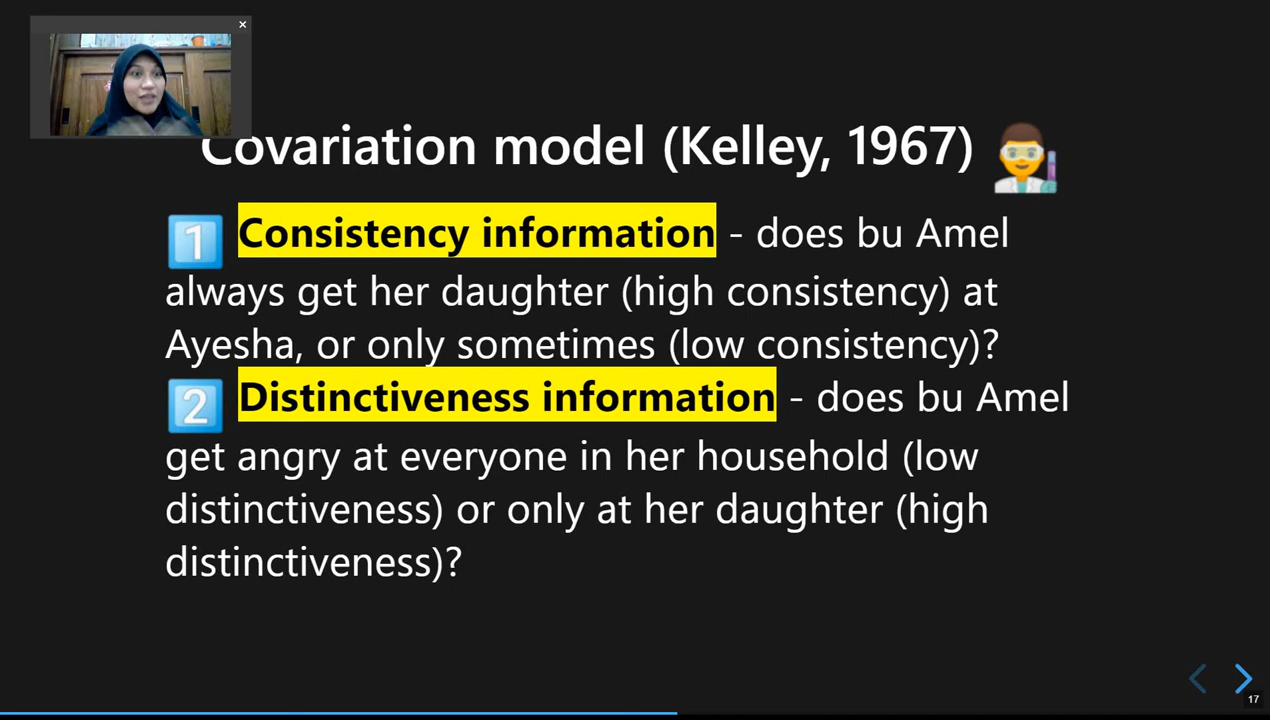 ×
Covariation model (Kelley, 1967)
1 Consistency information - does bu Amel
always get her daughter (high consistency) at
Ayesha, or only sometimes (low consistency)?
2 Distinctiveness information - does bu Amel
get angry at everyone in her household (low
distinctiveness) or only at her daughter (high
distinctiveness)?
17